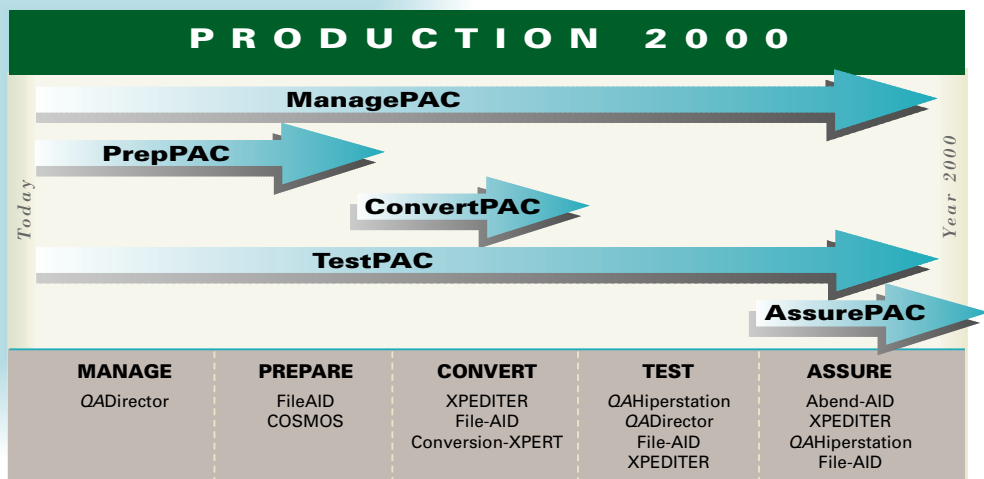 PRODUCTION 2000
ManagePAC
PrepPAC
ConvertPAC
TestPAC
AssurePAC
Today
Year 2000
MANAGE
QADirector
PREPARE
FileAID
COSMOS
CONVERT
XPEDITER
File-AID
Conversion-XPERT
TEST
QAHiperstation
QADirector
File-AID
XPEDITER
ASSURE
Abend-AID
XPEDITER
QAHiperstation
File-AID